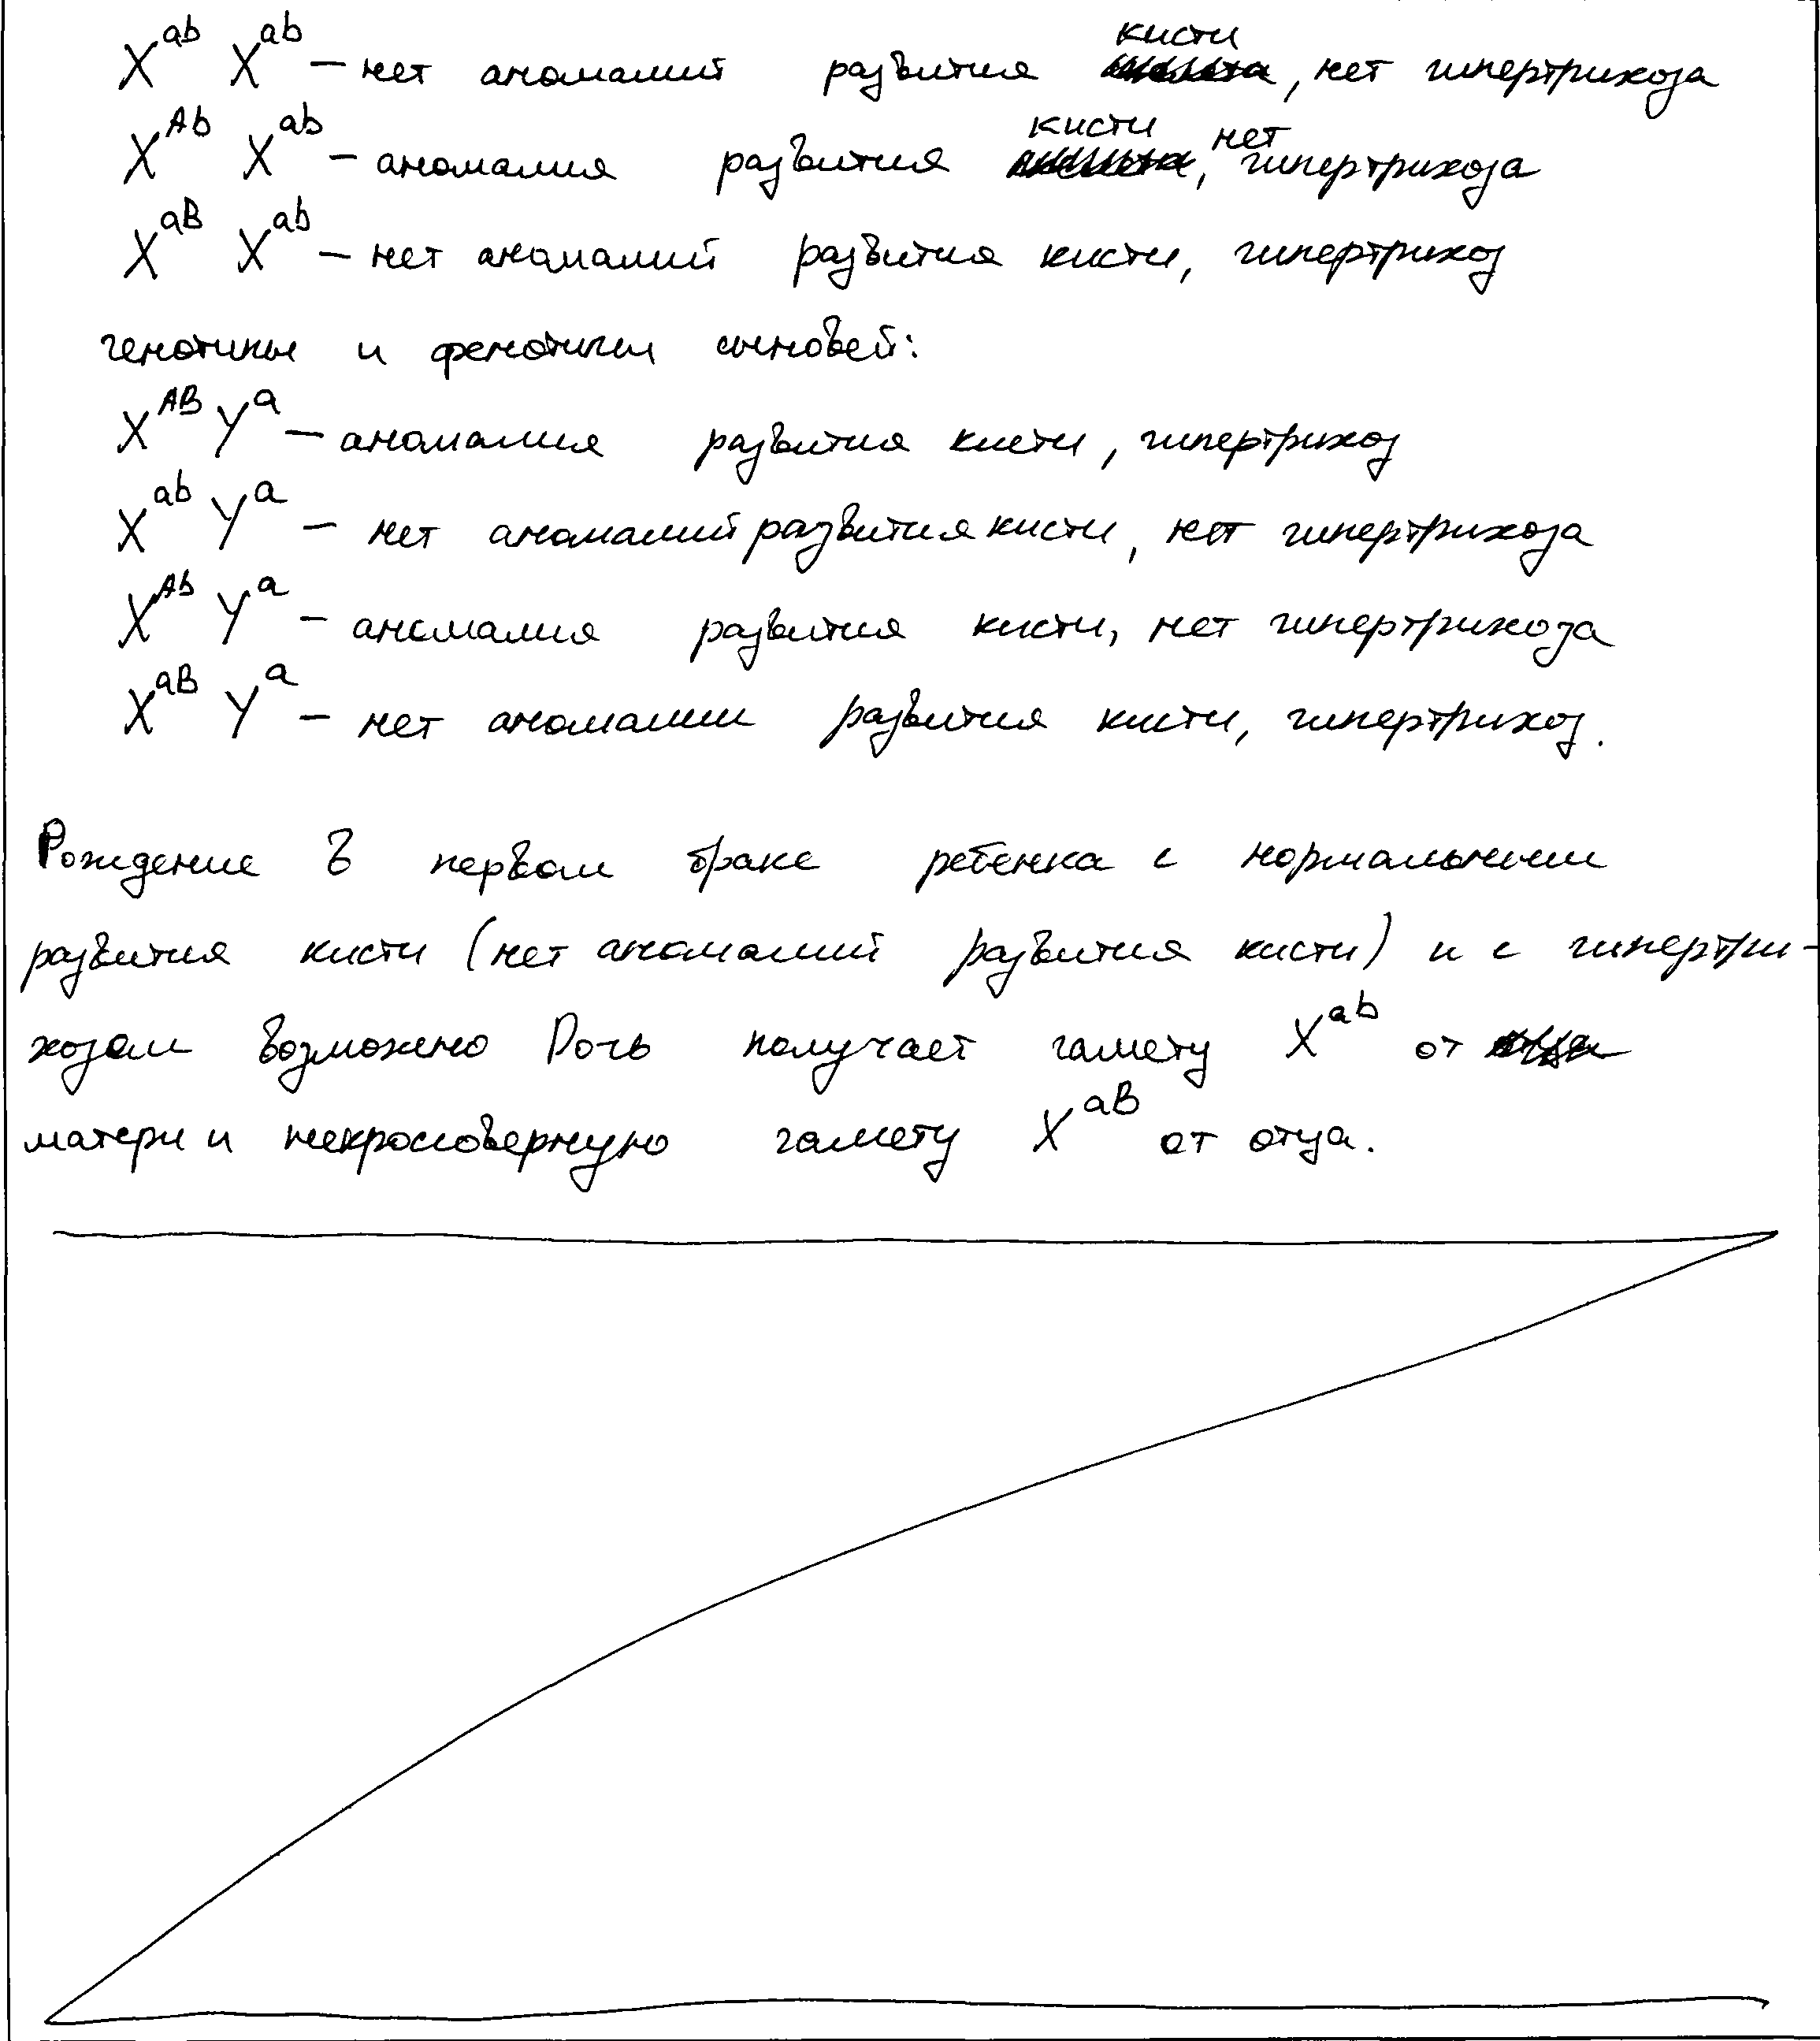 X^ab X^ab – нет аномалий развития кисти, нет гипертрихоза
X^Ab X^ab – аномалия развития кисти, нет гипертрихоза
X^aB X^ab – нет аномалий развития кисти, гипертрихоз
генотипы и фенотипы сыновей:
X^AB Y^a – аномалия развития кисти, гипертрихоз
X^ab Y^a – нет аномалий развития кисти, нет гипертрихоза
X^Ab Y^a – аномалия развития кисти, нет гипертрихоза
X^aB Y^a – нет аномалии развития кисти, гипертрихоз.
Рождение в первом браке ребенка с нормальным
развития кисти (нет аномалий развития кисти) и с гипертри-
хозом возможно Дочь получает гамету X^ab от
матери и некроссоверную гамету X^aB от отца.